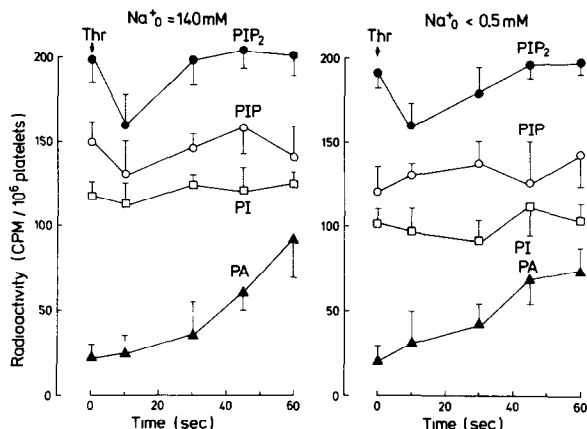 Na⁺₀ = 140 mM
Na⁺₀ < 0.5 mM
Thr
PIP₂
PIP
PI
PA
Radioactivity (CPM / 10⁶ platelets)
200
150
100
50
0
0 20 40 60
Time (sec)
Thr
PIP₂
PIP
PI
PA
200
150
100
50
0
0 20 40 60
Time (sec)